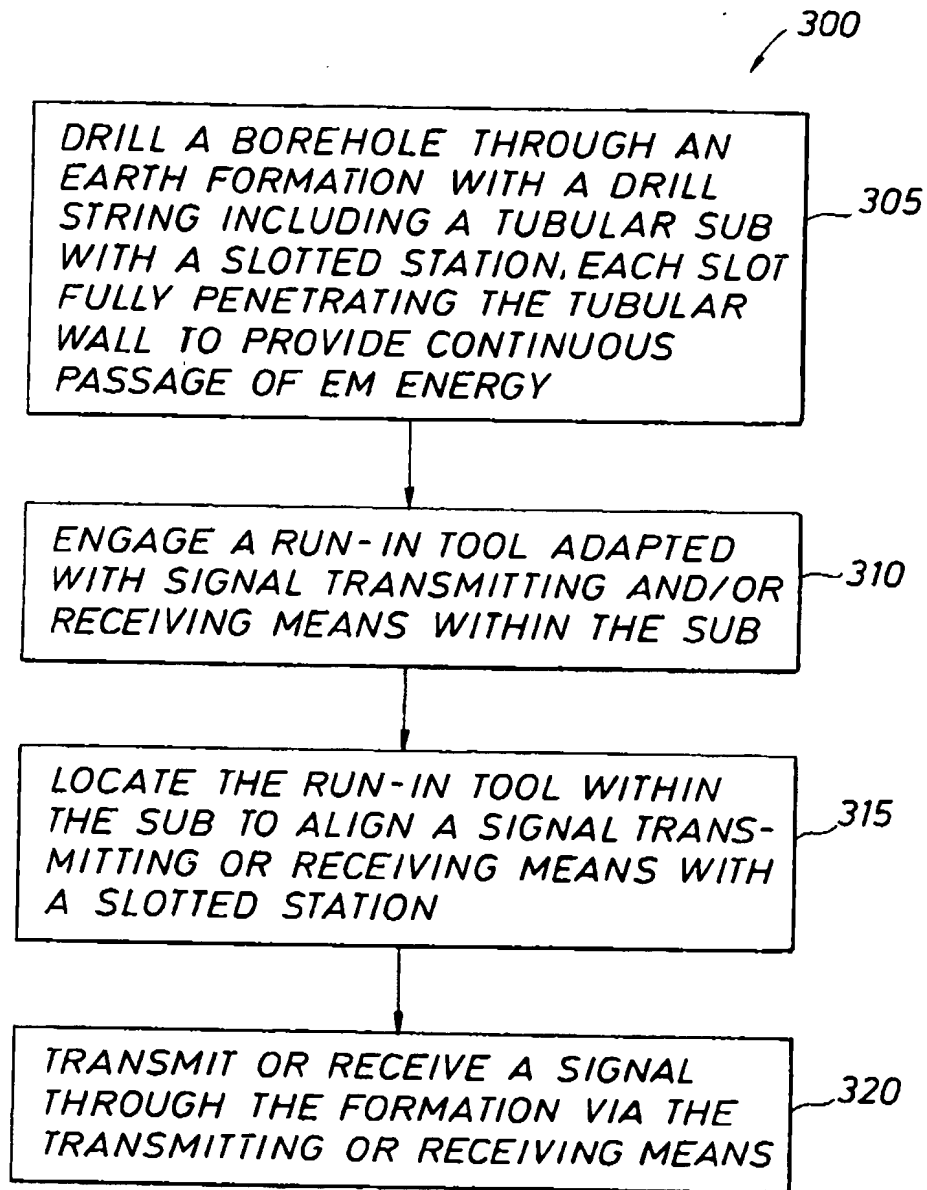 300
DRILL A BOREHOLE THROUGH AN
EARTH FORMATION WITH A DRILL
STRING INCLUDING A TUBULAR SUB
WITH A SLOTTED STATION, EACH SLOT
FULLY PENETRATING THE TUBULAR
WALL TO PROVIDE CONTINUOUS
PASSAGE OF EM ENERGY
305
ENGAGE A RUN-IN TOOL ADAPTED
WITH SIGNAL TRANSMITTING AND/OR
RECEIVING MEANS WITHIN THE SUB
310
LOCATE THE RUN-IN TOOL WITHIN
THE SUB TO ALIGN A SIGNAL TRANS-
MITTING OR RECEIVING MEANS WITH
A SLOTTED STATION
315
TRANSMIT OR RECEIVE A SIGNAL
THROUGH THE FORMATION VIA THE
TRANSMITTING OR RECEIVING MEANS
320